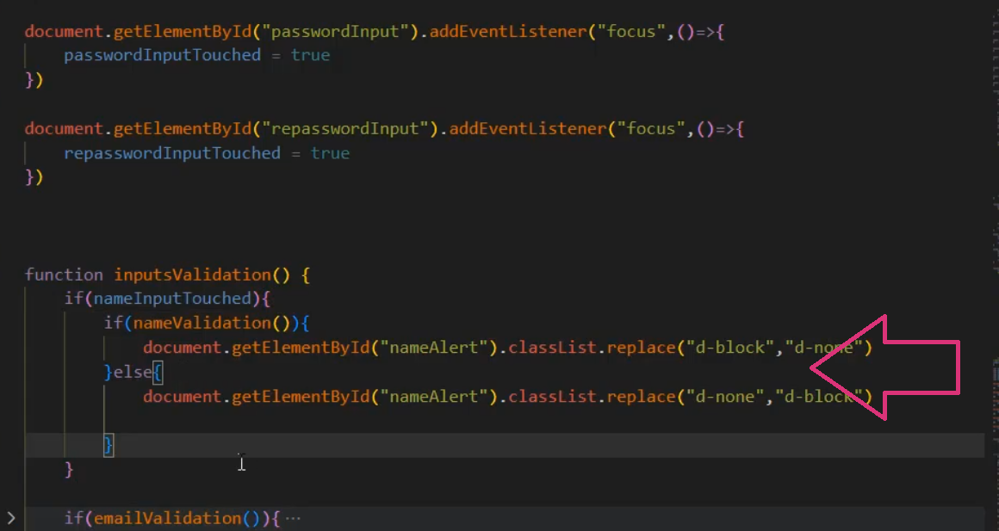 document.getElementById("passwordInput").addEventListener("focus",()=>{
passwordInputTouched = true
})
document.getElementById("repasswordInput").addEventListener("focus",()=>{
repasswordInputTouched = true
})
function inputsValidation() {
if(nameInputTouched){
if(nameValidation()){
document.getElementById("nameAlert").classList.replace("d-block","d-none")
}else{
document.getElementById("nameAlert").classList.replace("d-none","d-block")
}
}
if(emailValidation()){ ···